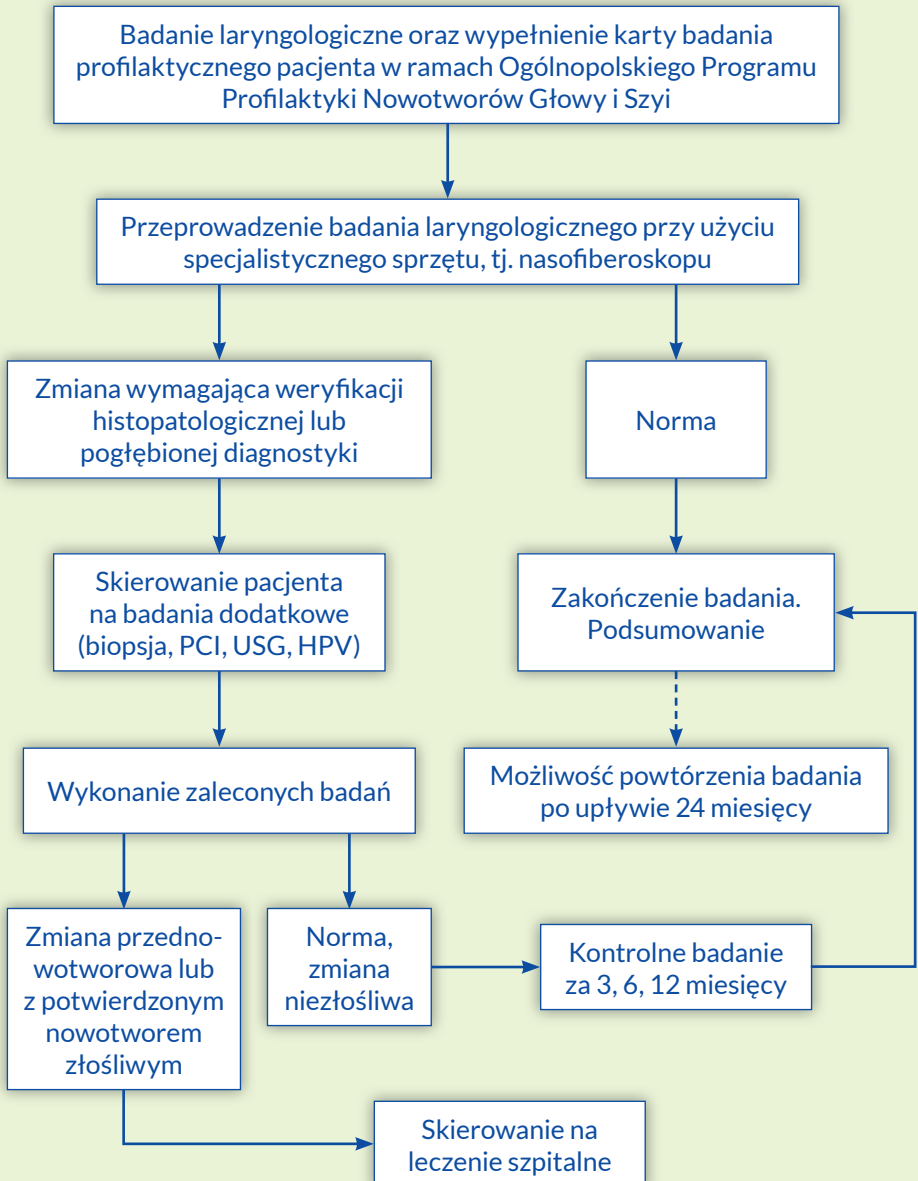 Badanie laryngologiczne oraz wypełnienie karty badania
profilaktycznego pacjenta w ramach Ogólnopolskiego Programu
Profilaktyki Nowotworów Głowy i Szyi
Przeprowadzenie badania laryngologicznego przy użyciu
specjalistycznego sprzętu, tj. nasofiberoskopu
Zmiana wymagająca weryfikacji
histopatologicznej lub
pogłębionej diagnostyki
Norma
Skierowanie pacjenta
na badania dodatkowe
(biopsja, PCI, USG, HPV)
Zakończenie badania.
Podsumowanie
Wykonanie zaleconych badań
Możliwość powtórzenia badania
po upływie 24 miesięcy
Zmiana przedno-
wotworowa lub
z potwierdzonym
nowotworem
złośliwym
Norma,
zmiana
niezłośliwa
Kontrolne badanie
za 3, 6, 12 miesięcy
Skierowanie na
leczenie szpitalne